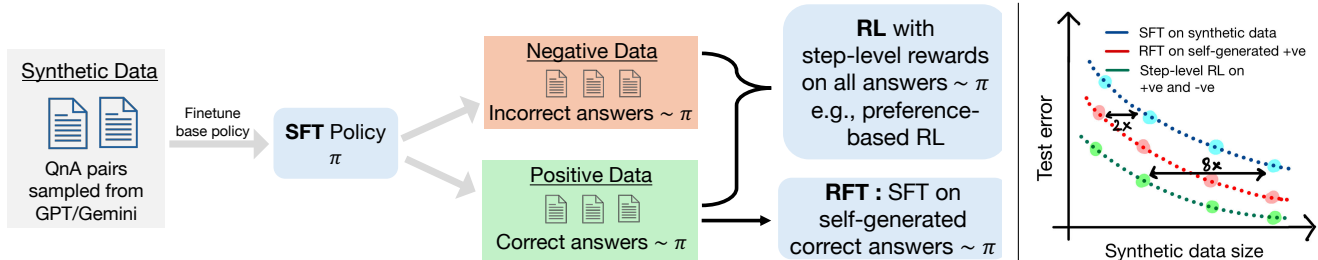 Synthetic Data
QnA pairs
sampled from
GPT/Gemini
Finetune
base policy
SFT Policy
π
Negative Data
Incorrect answers ~ π
Positive Data
Correct answers ~ π
RL with
step-level rewards
on all answers ~ π
e.g., preference-
based RL
RFT : SFT on
self-generated
correct answers ~ π
Test error
SFT on synthetic data
RFT on self-generated +ve
Step-level RL on
+ve and -ve
2x
8x
Synthetic data size